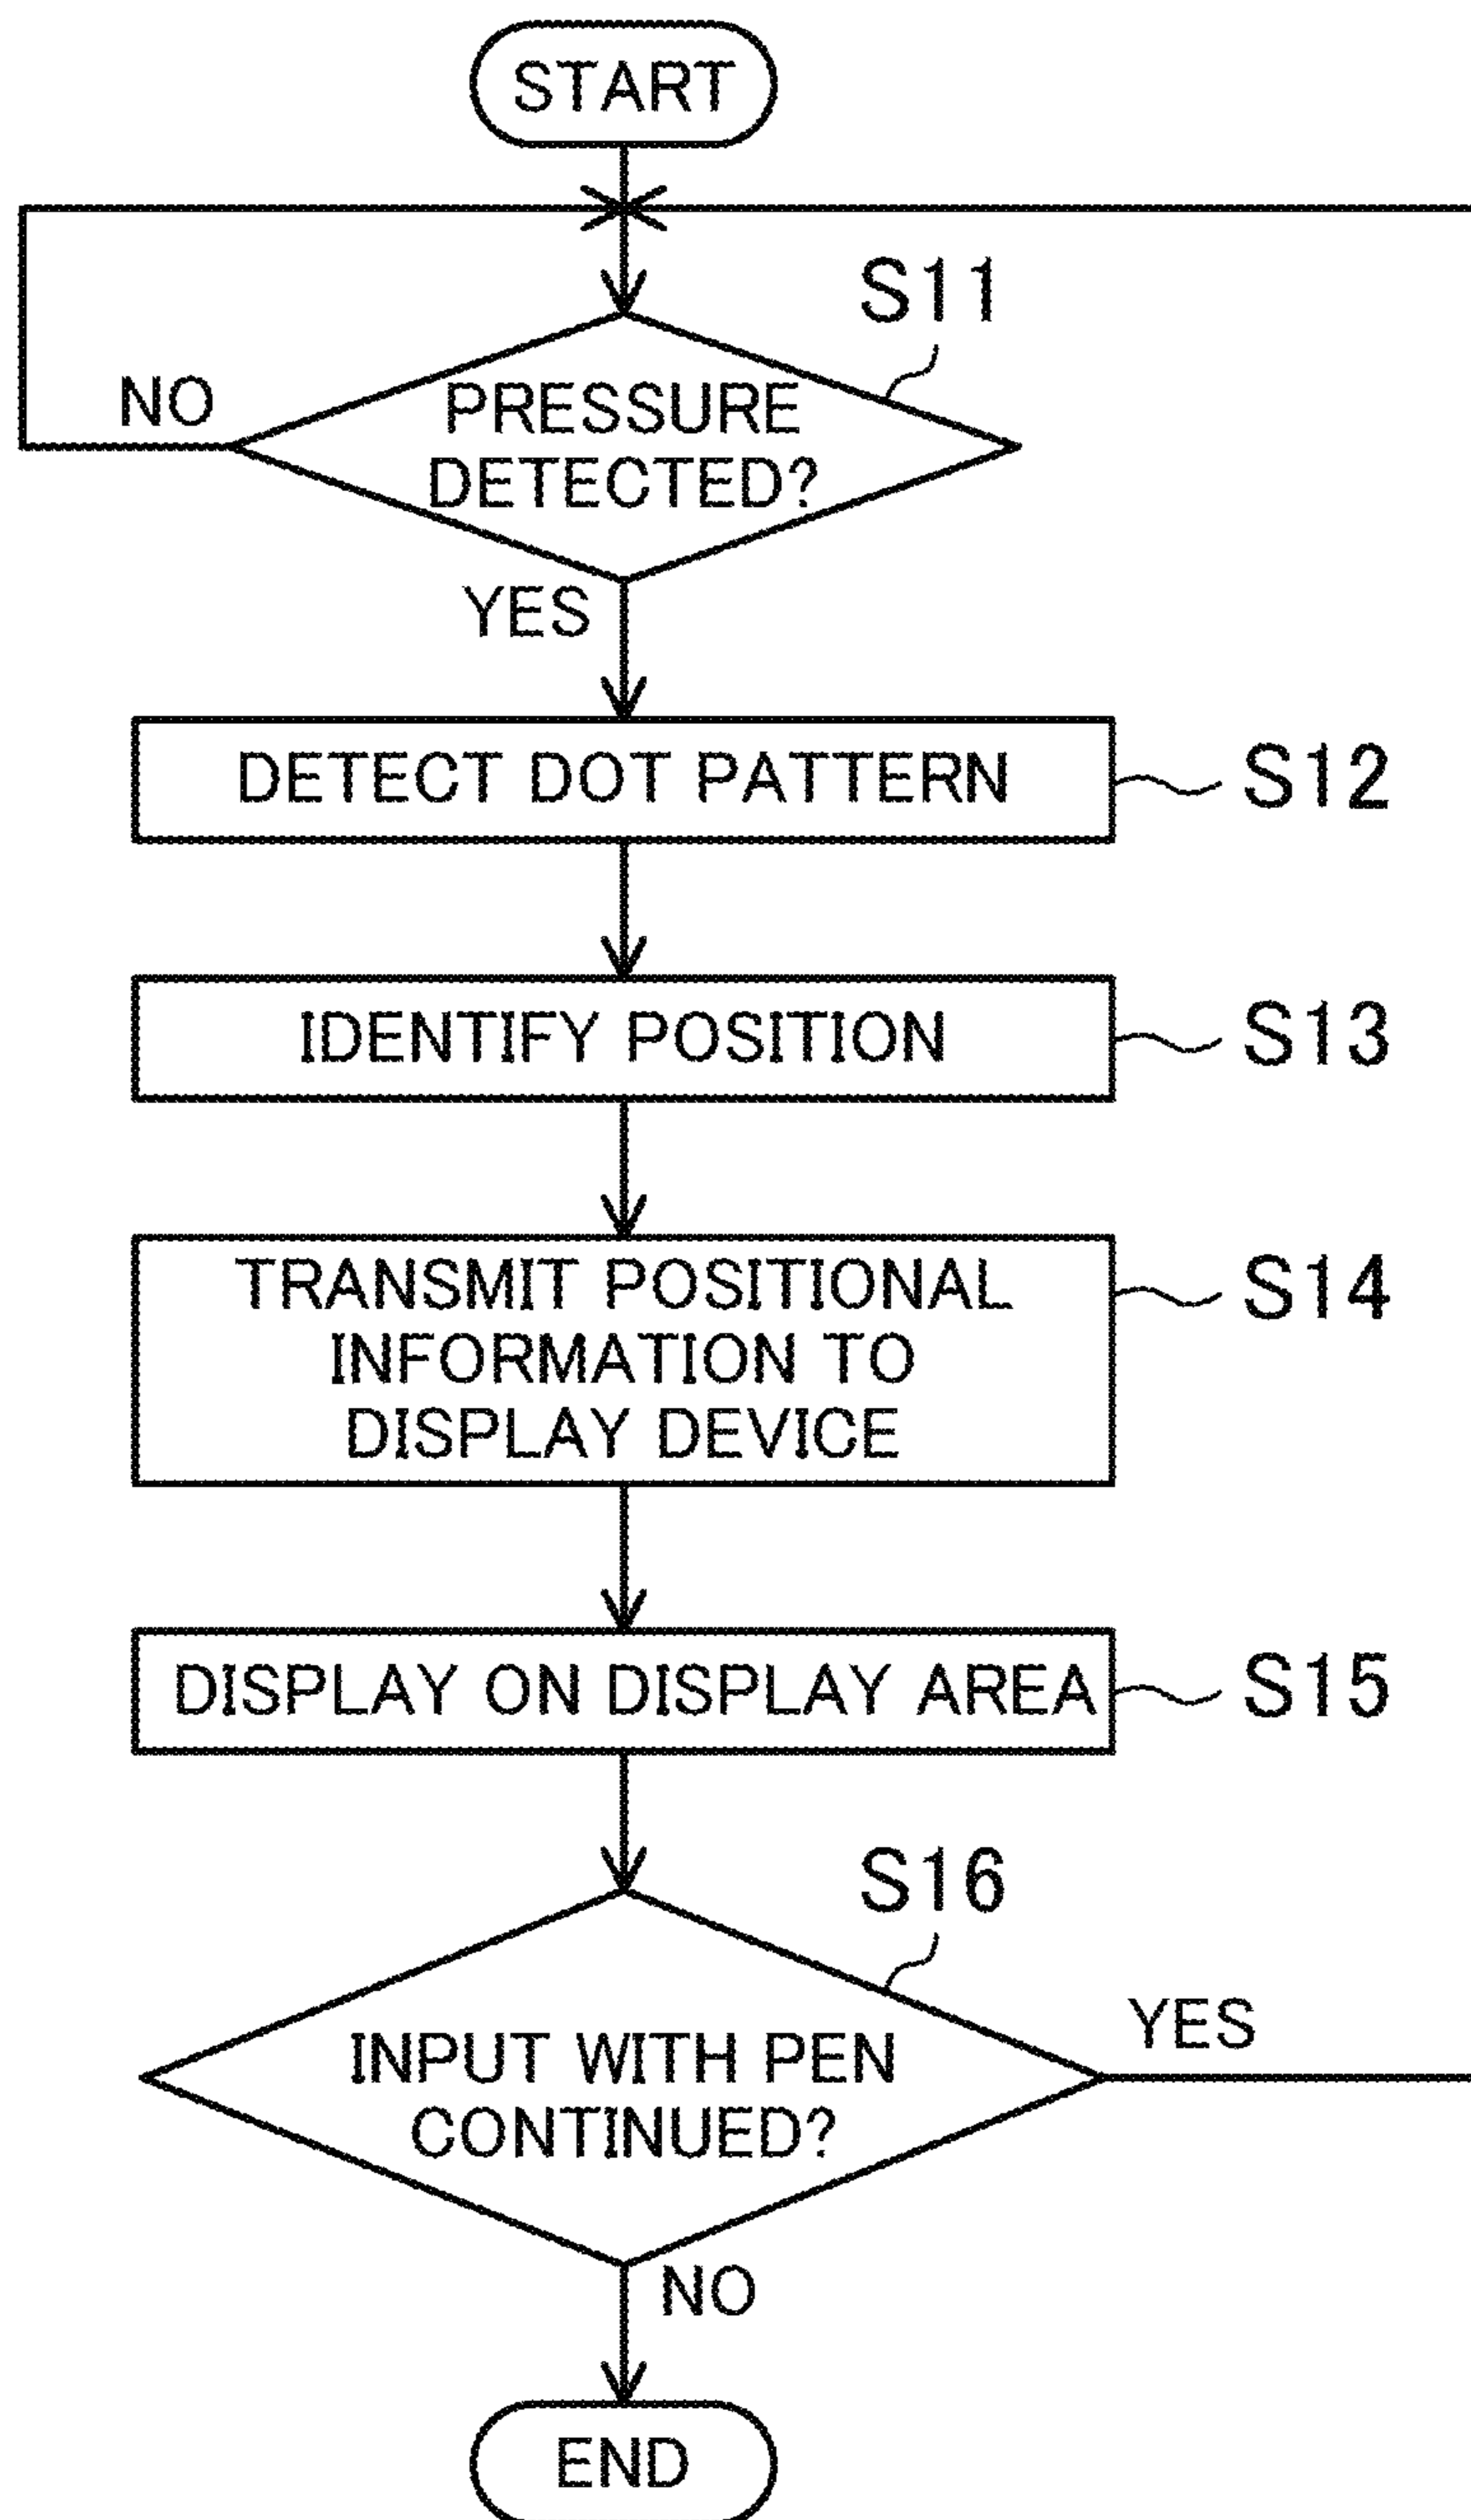 START
S11
NO
PRESSURE
DETECTED?
YES
DETECT DOT PATTERN
S12
IDENTIFY POSITION
S13
TRANSMIT POSITIONAL
INFORMATION TO
DISPLAY DEVICE
S14
DISPLAY ON DISPLAY AREA
S15
S16
INPUT WITH PEN
CONTINUED?
YES
NO
END